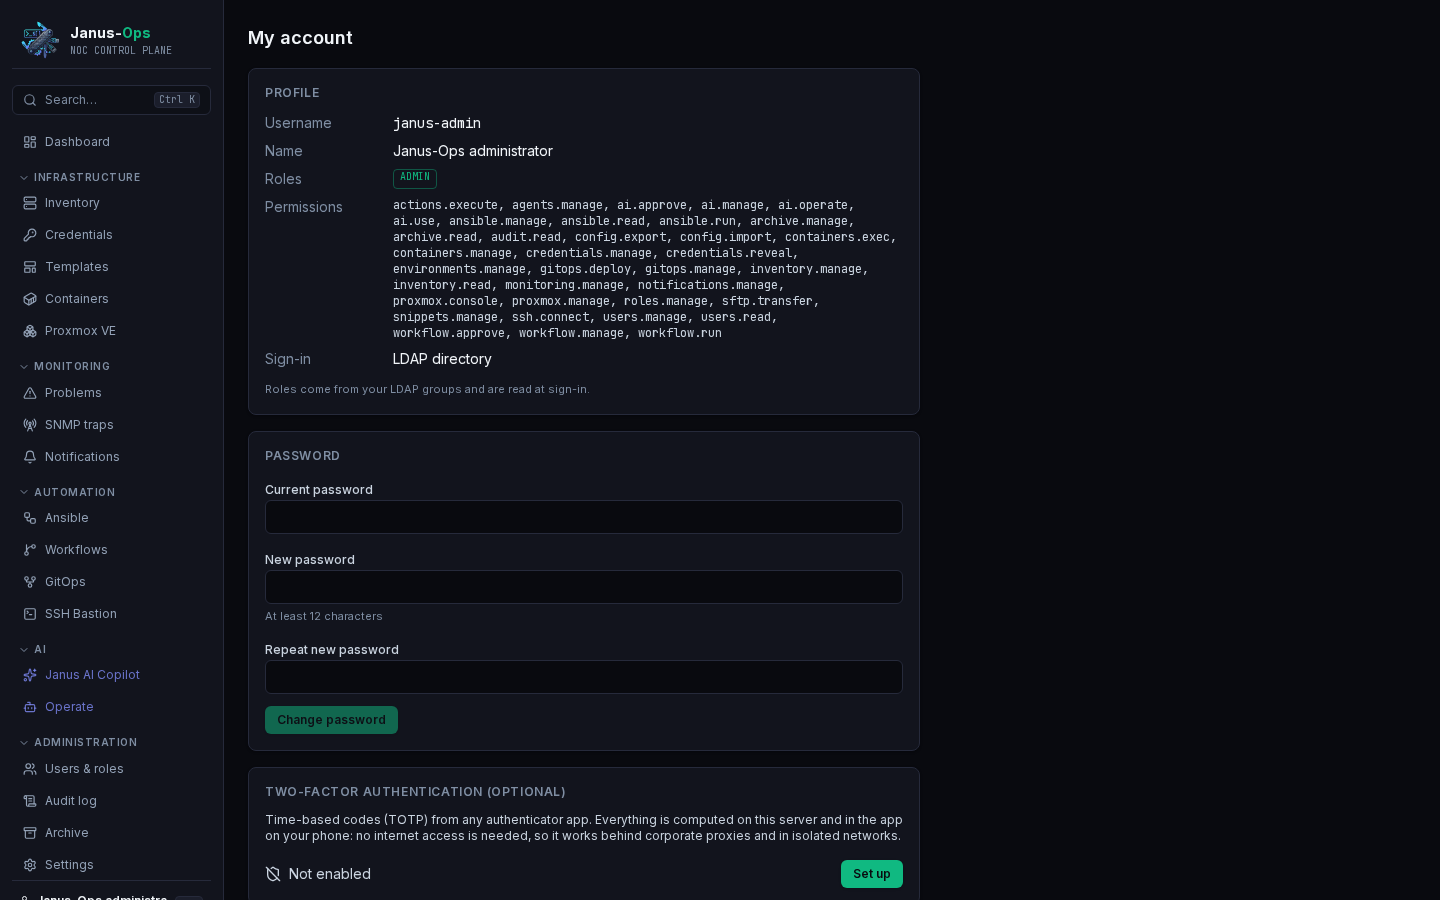 Janus-Ops
NOC CONTROL PLANE
Search...
Ctrl K
Dashboard
INFRASTRUCTURE
Inventory
Credentials
Templates
Containers
Proxmox VE
MONITORING
Problems
SNMP traps
Notifications
AUTOMATION
Ansible
Workflows
GitOps
SSH Bastion
AI
Janus AI Copilot
Operate
ADMINISTRATION
Users & roles
Audit log
Archive
Settings
Janus-Ops administra
My account
PROFILE
Username janus-admin
Name Janus-Ops administrator
Roles ADMIN
Permissions actions.execute, agents.manage, ai.approve, ai.manage, ai.operate,
ai.use, ansible.manage, ansible.read, ansible.run, archive.manage,
archive.read, audit.read, config.export, config.import, containers.exec,
containers.manage, credentials.manage, credentials.reveal,
environments.manage, gitops.deploy, gitops.manage, inventory.manage,
inventory.read, monitoring.manage, notifications.manage,
proxmox.console, proxmox.manage, roles.manage, sftp.transfer,
snippets.manage, ssh.connect, users.manage, users.read,
workflow.approve, workflow.manage, workflow.run
Sign-in LDAP directory
Roles come from your LDAP groups and are read at sign-in.
PASSWORD
Current password
New password
At least 12 characters
Repeat new password
Change password
TWO-FACTOR AUTHENTICATION (OPTIONAL)
Time-based codes (TOTP) from any authenticator app. Everything is computed on this server and in the app
on your phone: no internet access is needed, so it works behind corporate proxies and in isolated networks.
Not enabled
Set up